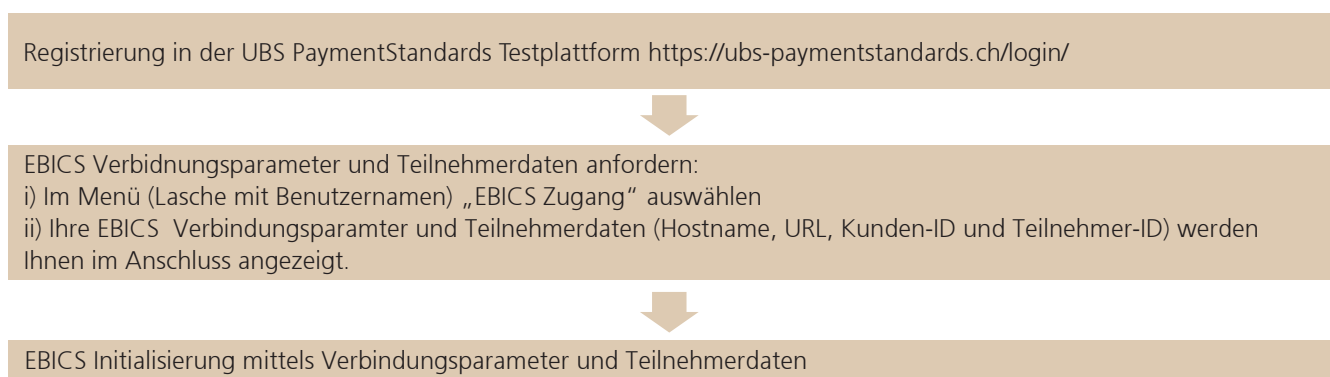 Registrierung in der UBS PaymentStandards Testplattform https://ubs-paymentstandards.ch/login/
EBICS Verbidnungsparameter und Teilnehmerdaten anfordern:
i) Im Menü (Lasche mit Benutzernamen) „EBICS Zugang“ auswählen
ii) Ihre EBICS  Verbindungsparamter und Teilnehmerdaten (Hostname, URL, Kunden-ID und Teilnehmer-ID) werden
Ihnen im Anschluss angezeigt.
EBICS Initialisierung mittels Verbindungsparameter und Teilnehmerdaten